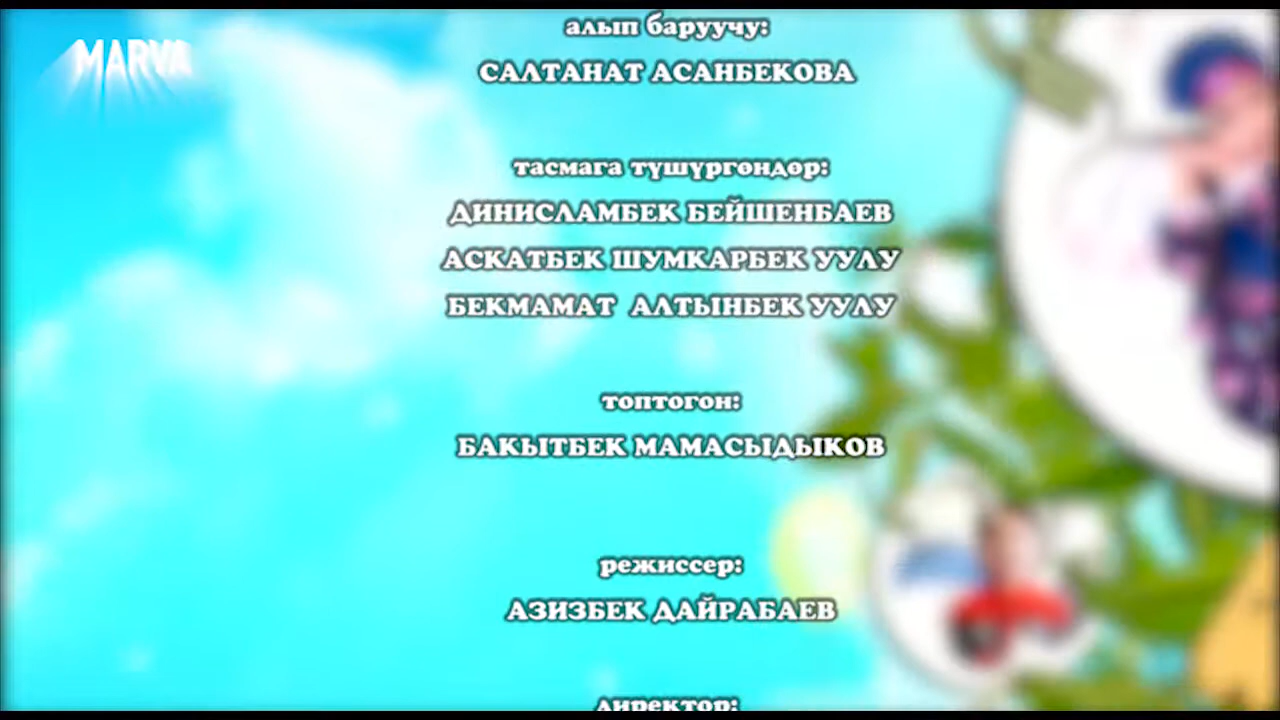 MARVA
алып баруучу:
САЛТАНАТ АСАНБЕКОВА
тасмага түшүргөндөр:
ДИНИСЛАМБЕК БЕЙШЕНБАЕВ
АСКАТБЕК ШУМКАРБЕК УУЛУ
БЕКМАМАТ АЛТЫНБЕК УУЛУ
топтогон:
БАКЫТБЕК МАМАСЫДЫКОВ
режиссер:
АЗИЗБЕК ДАЙРАБАЕВ
директор: